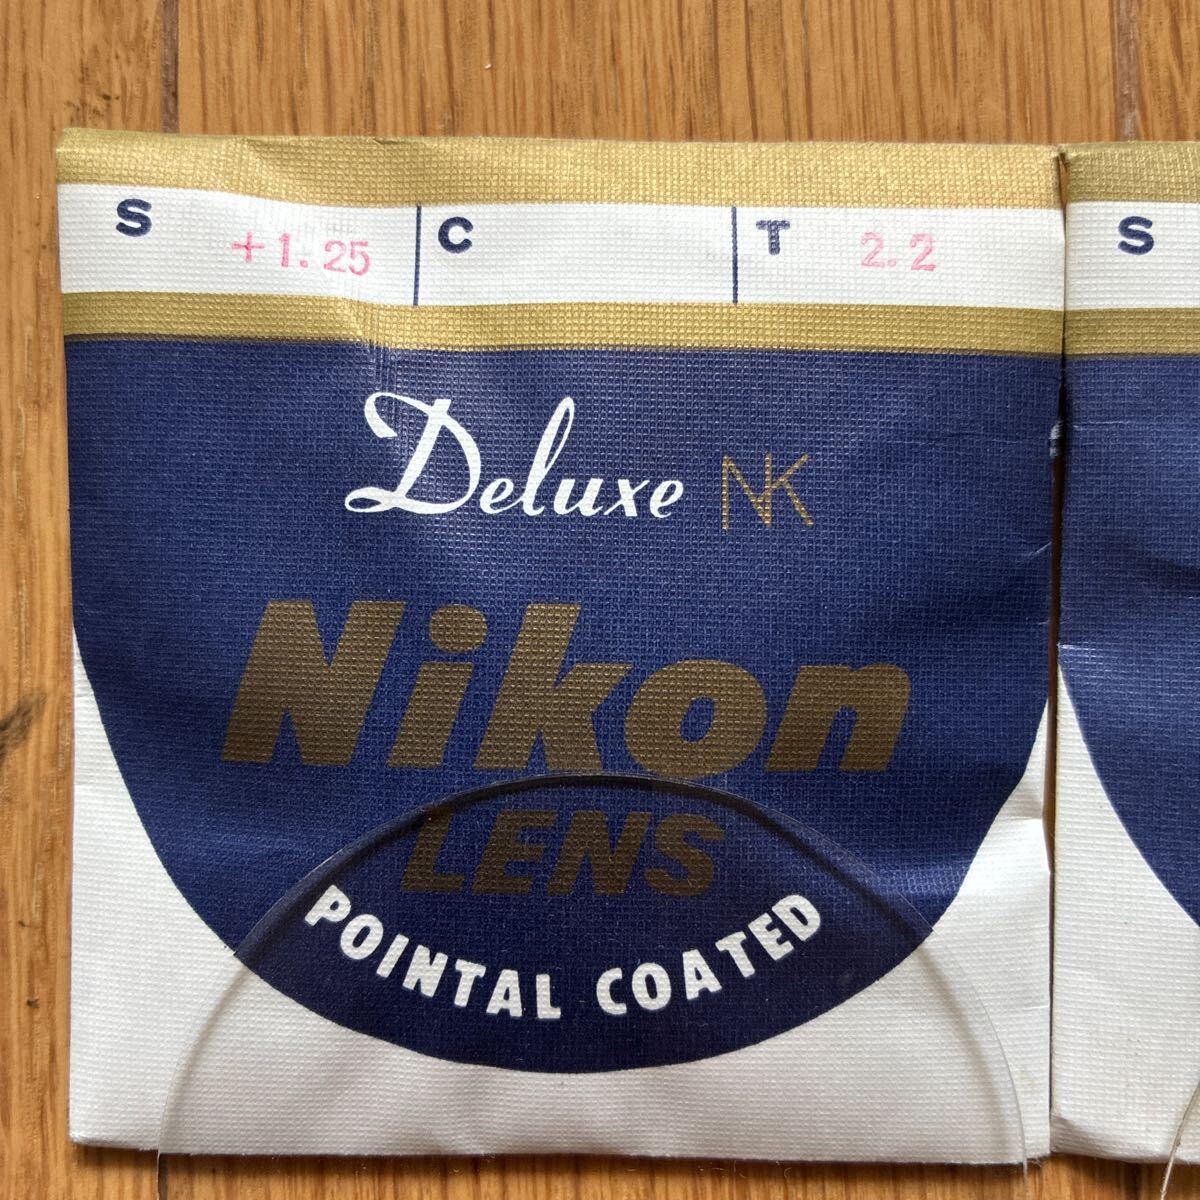 S +1.25 C T 2.2
Deluxe NK
Nikon
LENS
POINTAL COATED
S